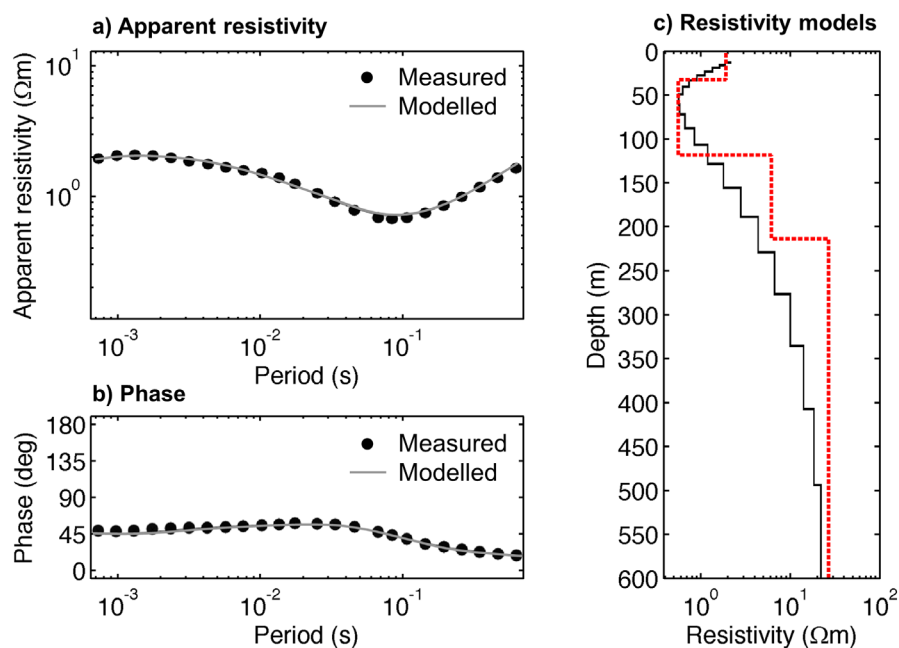 a) Apparent resistivity
10^1
10^0
Apparent resistivity (Ωm)
Measured
Modelled
10^-3
10^-2
10^-1
Period (s)
b) Phase
180
135
90
45
0
Phase (deg)
Measured
Modelled
10^-3
10^-2
10^-1
Period (s)
c) Resistivity models
0
50
100
150
200
250
300
350
400
450
500
550
600
Depth (m)
10^0
10^1
10^2
Resistivity (Ωm)